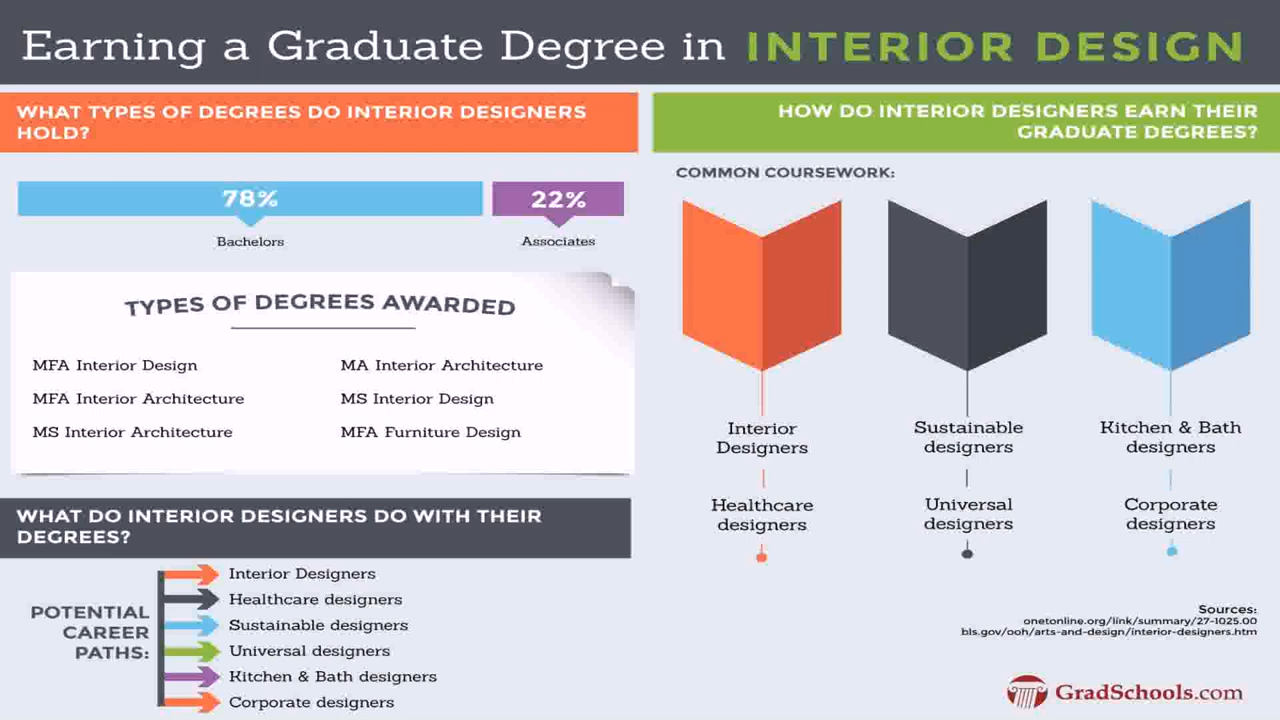 Earning a Graduate Degree in INTERIOR DESIGN
WHAT TYPES OF DEGREES DO INTERIOR DESIGNERS
HOLD?
78%
22%
Bachelors
Associates
TYPES OF DEGREES AWARDED
MFA Interior Design
MA Interior Architecture
MFA Interior Architecture
MS Interior Design
MS Interior Architecture
MFA Furniture Design
WHAT DO INTERIOR DESIGNERS DO WITH THEIR
DEGREES?
POTENTIAL
CAREER
PATHS:
Interior Designers
Healthcare designers
Sustainable designers
Universal designers
Kitchen & Bath designers
Corporate designers
HOW DO INTERIOR DESIGNERS EARN THEIR
GRADUATE DEGREES?
COMMON COURSEWORK:
Interior
Designers
Healthcare
designers
Sustainable
designers
Universal
designers
Kitchen & Bath
designers
Corporate
designers
Sources:
onetonline.org/link/summary/27-1025.00
bls.gov/ooh/arts-and-design/interior-designers.htm
GradSchools.com